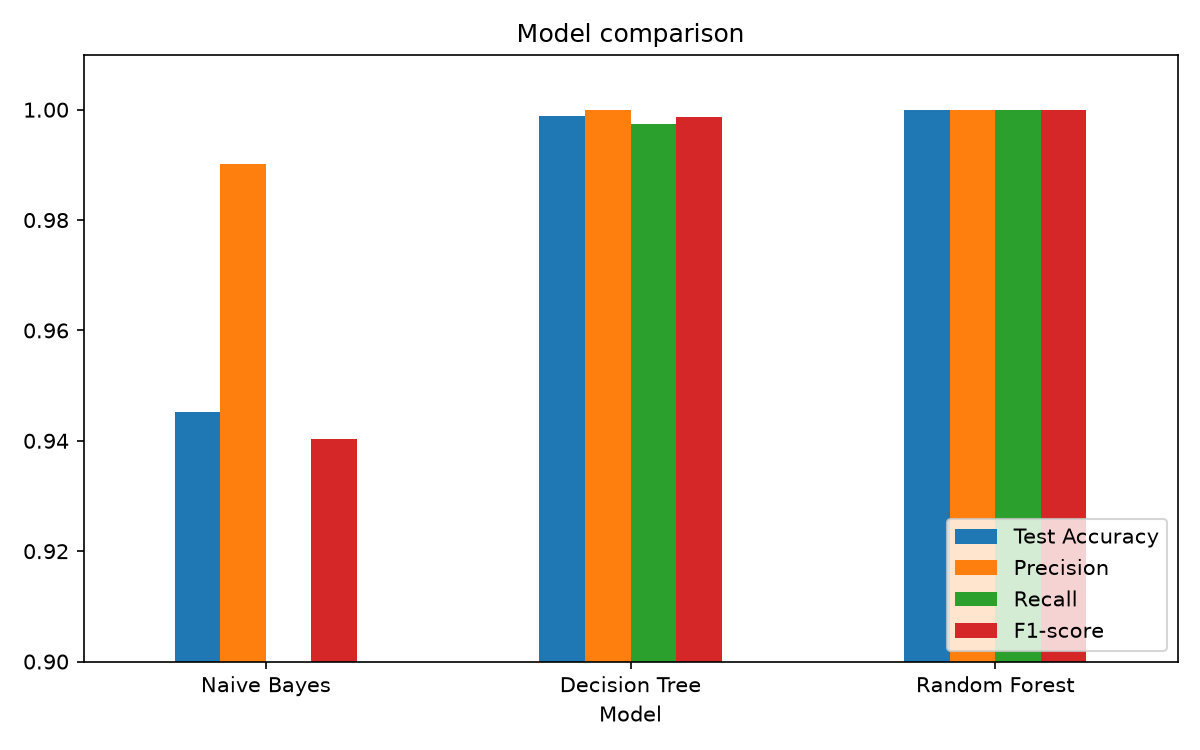 Model comparison
1.00
0.98
0.96
0.94
0.92
0.90
Test Accuracy
Precision
Recall
F1-score
Naive Bayes
Decision Tree
Random Forest
Model